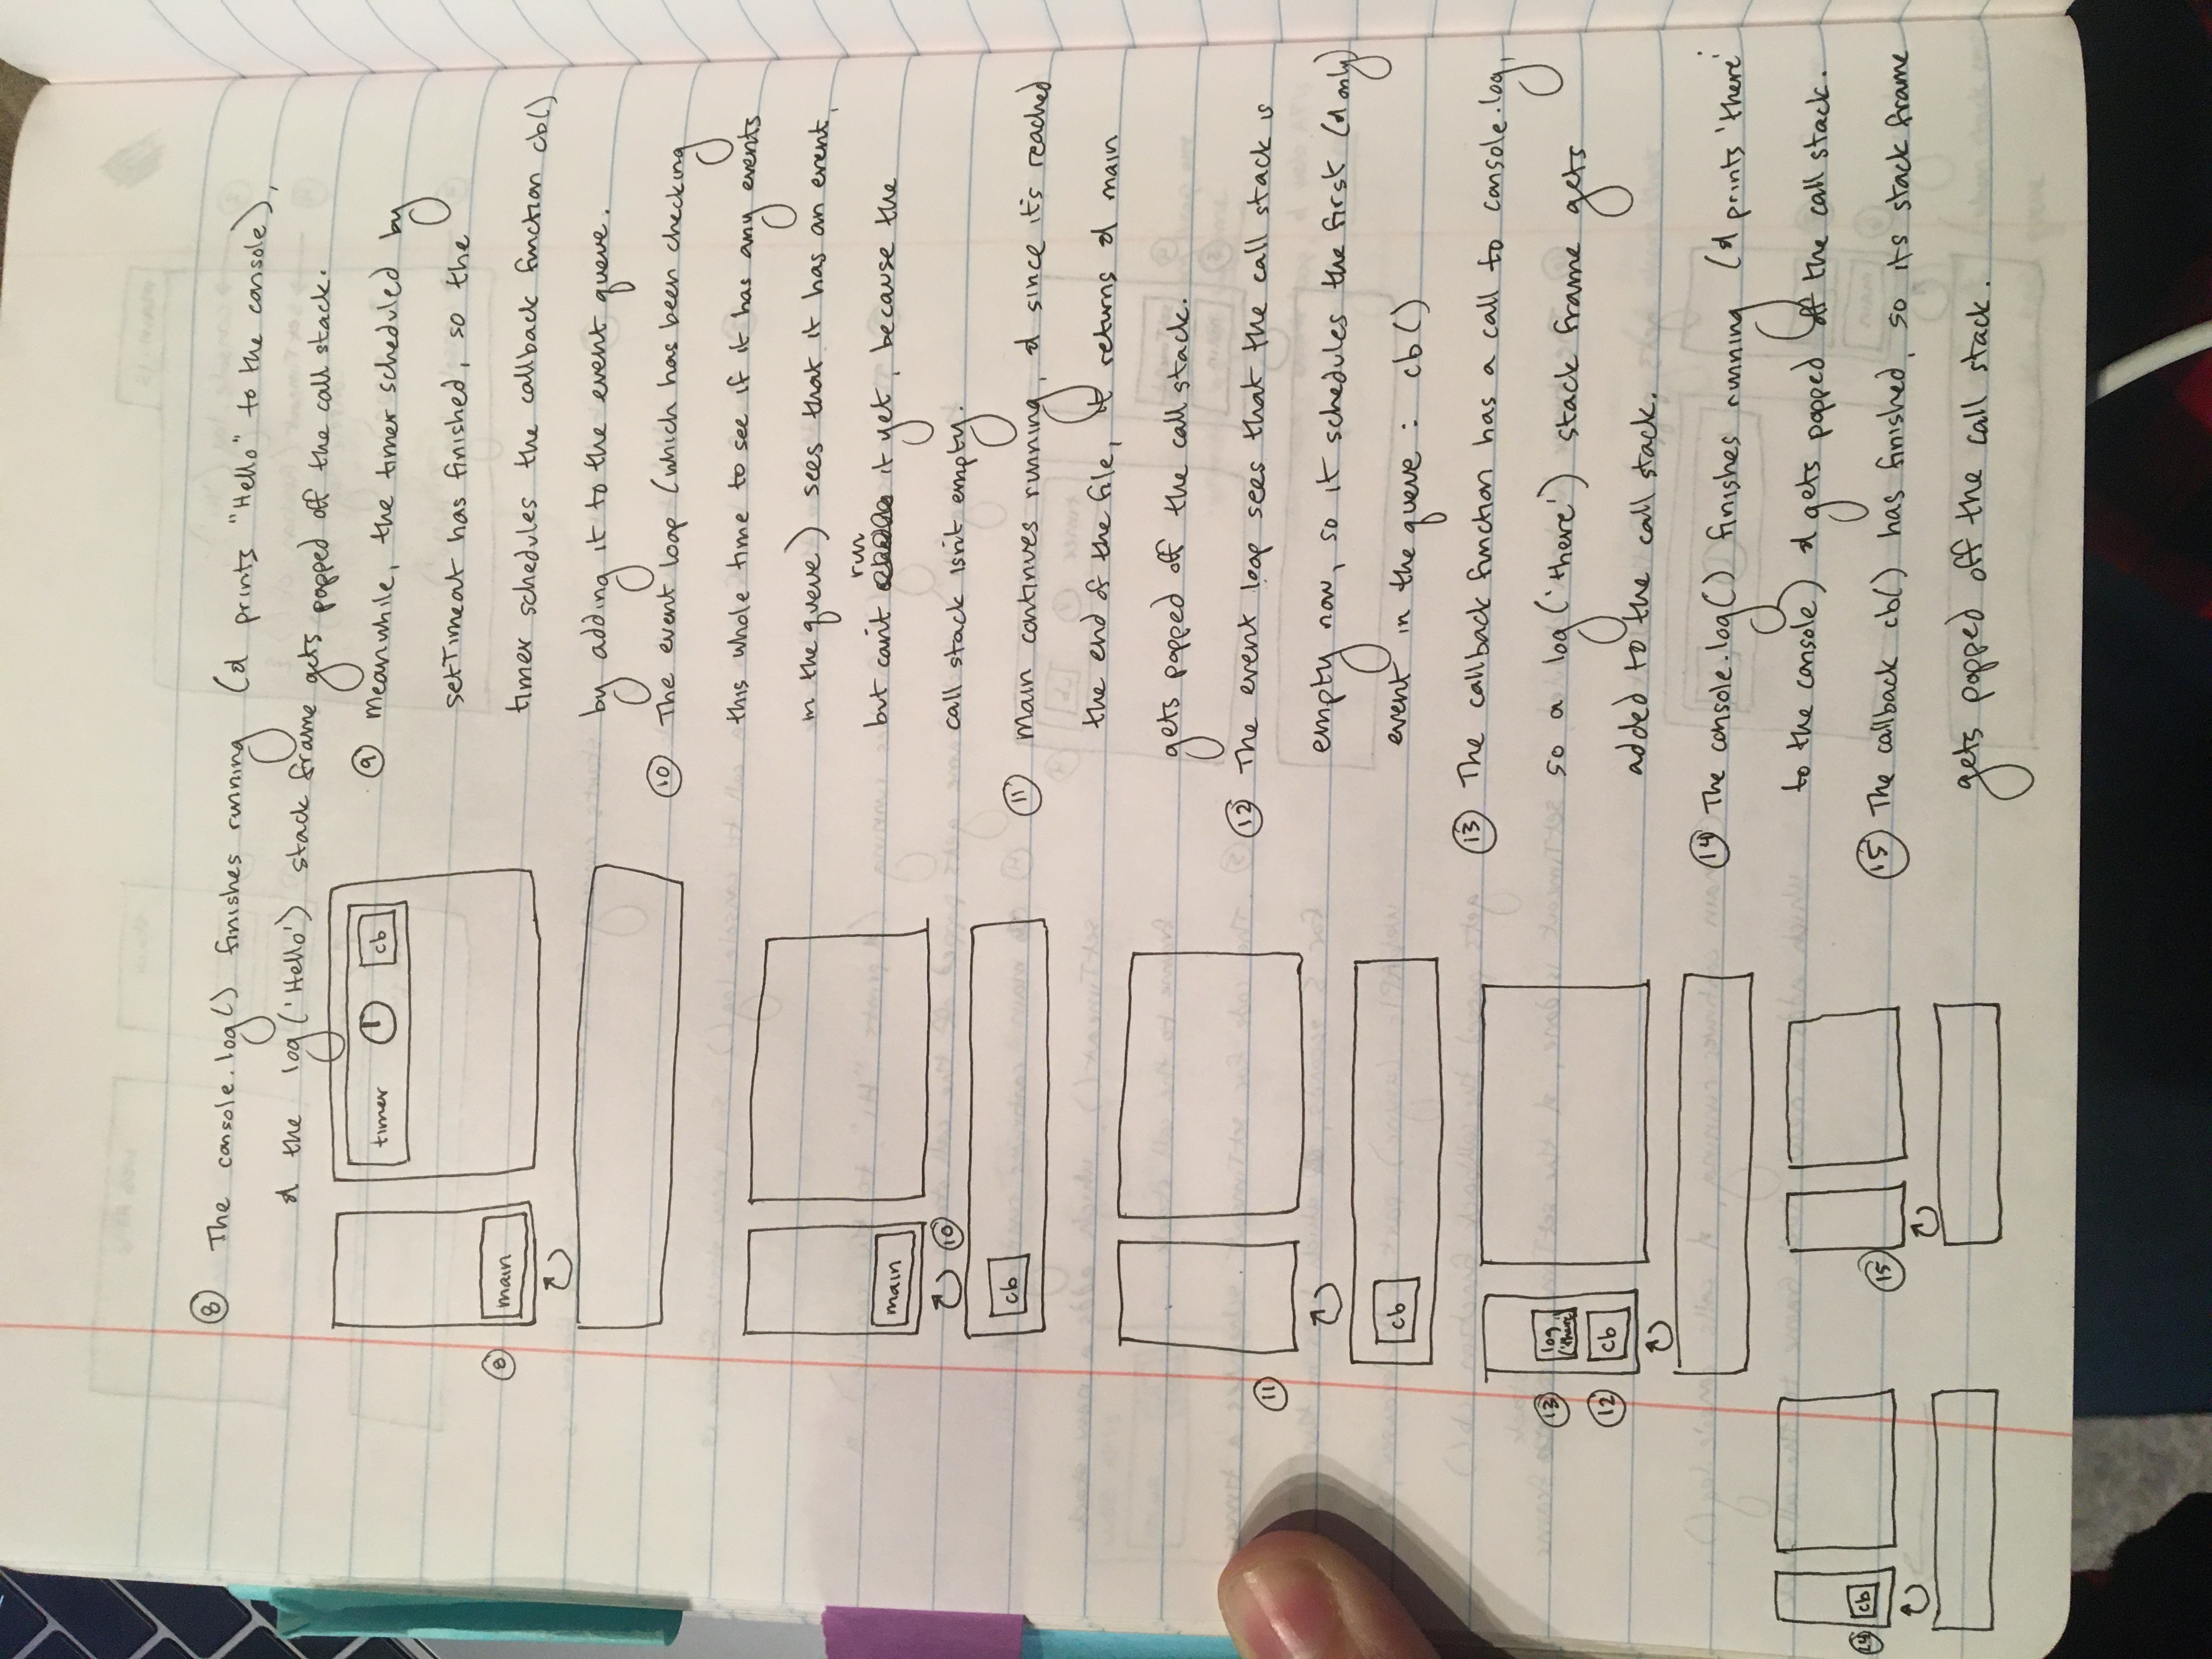 ⑧ The console.log() finishes running (& prints "Hello" to the console),
& the log('Hello') stack frame gets popped off the call stack.
timer cb
⑧ main
⑨ meanwhile, the timer scheduled by
setTimeout has finished, so the
timer schedules the callback function cb()
by adding it to the event queue.
⑩ The event loop (which has been checking
this whole time to see if it has any events
in the queue) sees that it has an event,
but can't run it yet, because the
call stack isn't empty.
main
⑩
cb
⑪ main continues running, & since it's reached
the end of the file, it returns & main
gets popped off the call stack.
⑪
cb
⑫ The event loop sees that the call stack is
empty now, so it schedules the first (& only)
event in the queue: cb()
⑬ The callback function has a call to console.log,
so a log('there') stack frame gets
added to the call stack.
⑬ log
('there')
⑫ cb
⑭ The console.log() finishes running (& prints 'there'
to the console) & gets popped off the call stack.
⑭ cb
⑮
⑮ The callback cb() has finished, so its stack frame
gets popped off the call stack.